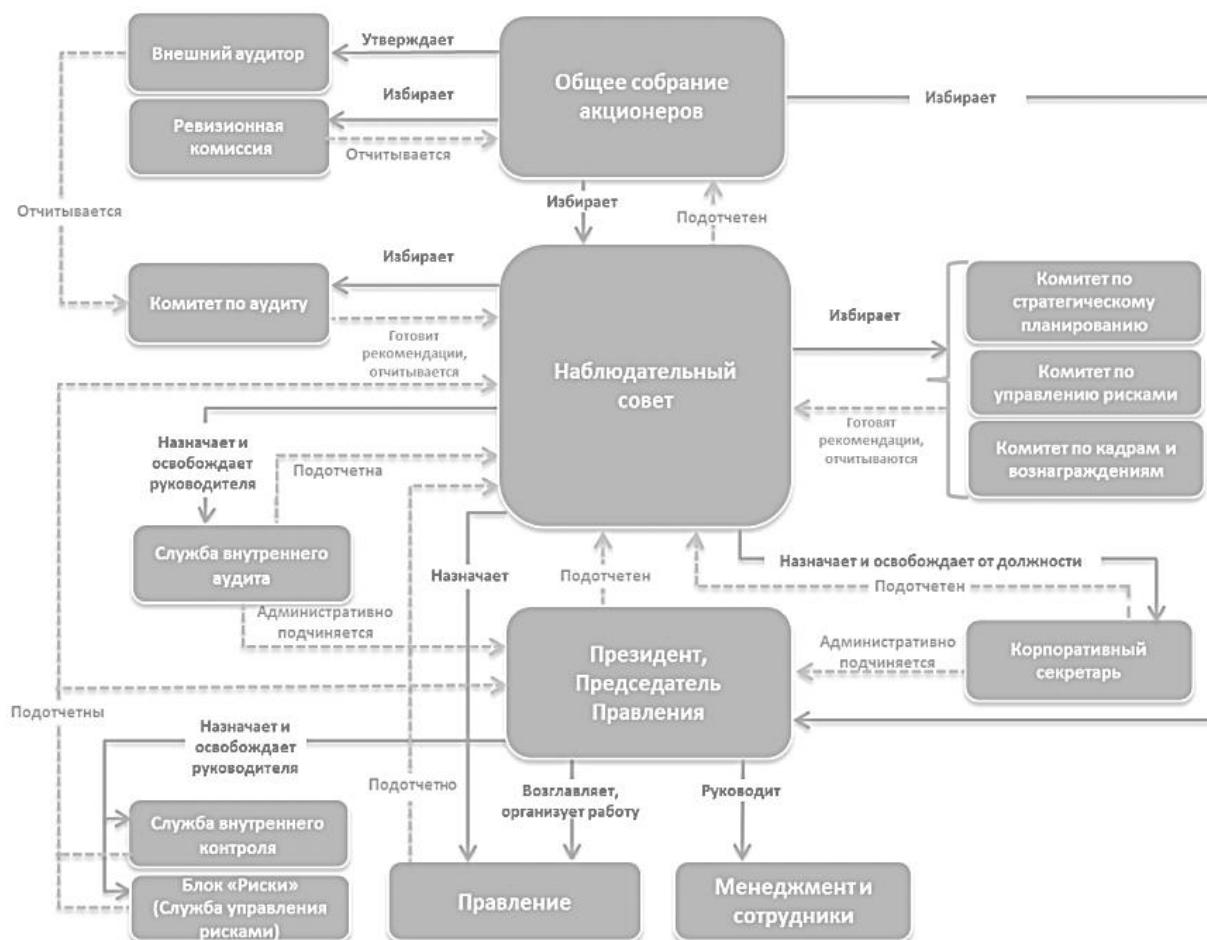 Внешний аудитор
Утверждает
Общее собрание
акционеров
Избирает
Избирает
Ревизионная
комиссия
Отчитывается
Отчитывается
Избирает
Подотчетен
Избирает
Комитет по аудиту
Готовит
рекомендации,
отчитывается
Наблюдательный
совет
Избирает
Комитет по
стратегическому
планированию
Комитет по
управлению рисками
Готовят
рекомендации,
отчитываются
Комитет по кадрам и
вознаграждениям
Назначает и
освобождает
руководителя
Подотчетна
Служба внутреннего
аудита
Назначает
Подотчетен
Назначает и освобождает от должности
Подотчетен
Административно
подчиняется
Президент,
Председатель
Правления
Административно
подчиняется
Корпоративный
секретарь
Подотчетны
Назначает и
освобождает
руководителя
Подотчетно
Возглавляет,
организует работу
Руководит
Служба внутреннего
контроля
Блок «Риски»
(Служба управления
рисками)
Правление
Менеджмент и
сотрудники